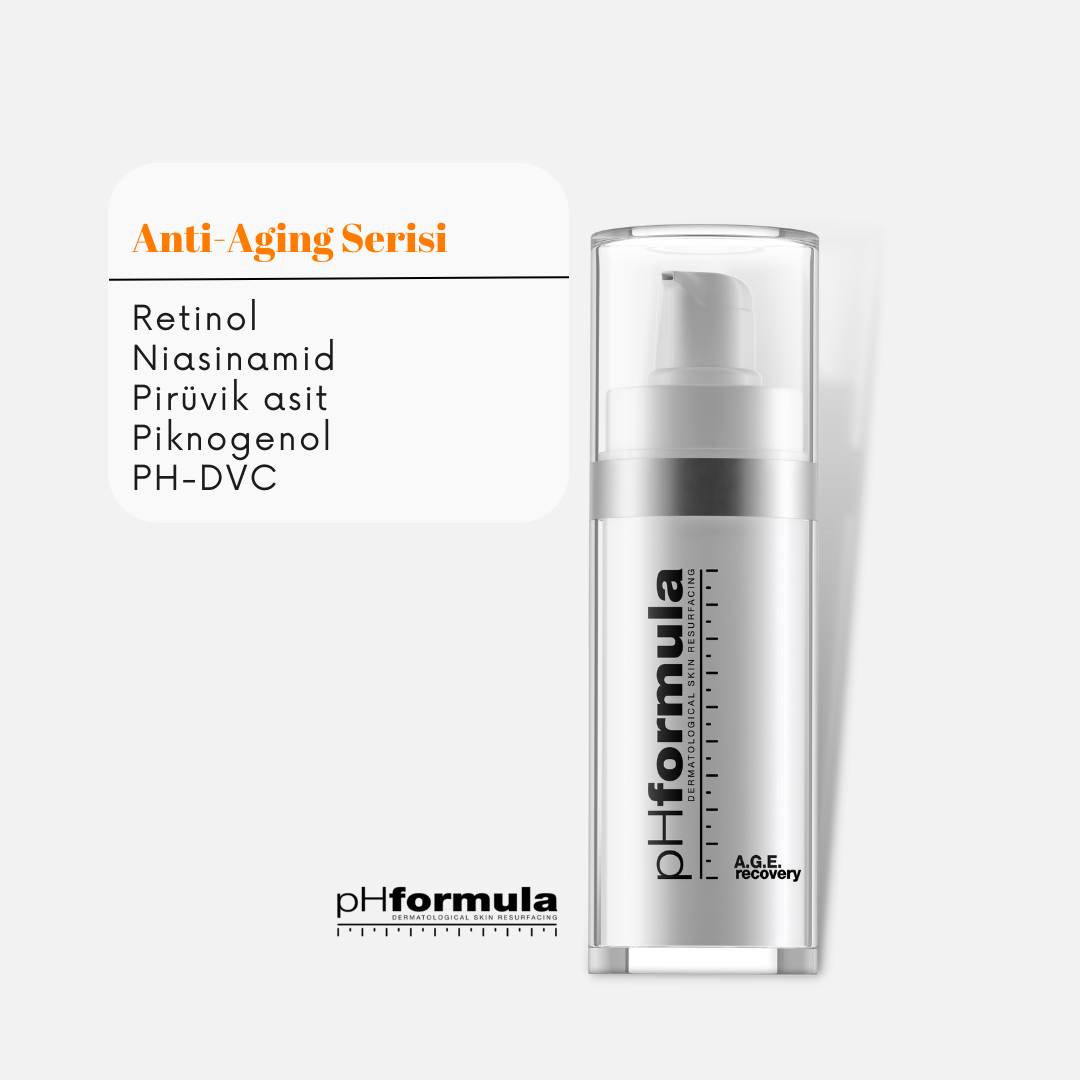 Anti-Aging Serisi
Retinol
Niasinamid
Pirüvik asit
Piknogenol
PH-DVC
pHformula
DERMATOLOGICAL SKIN RESURFACING
A.G.E.
recovery
pHformula
DERMATOLOGICAL SKIN RESURFACING